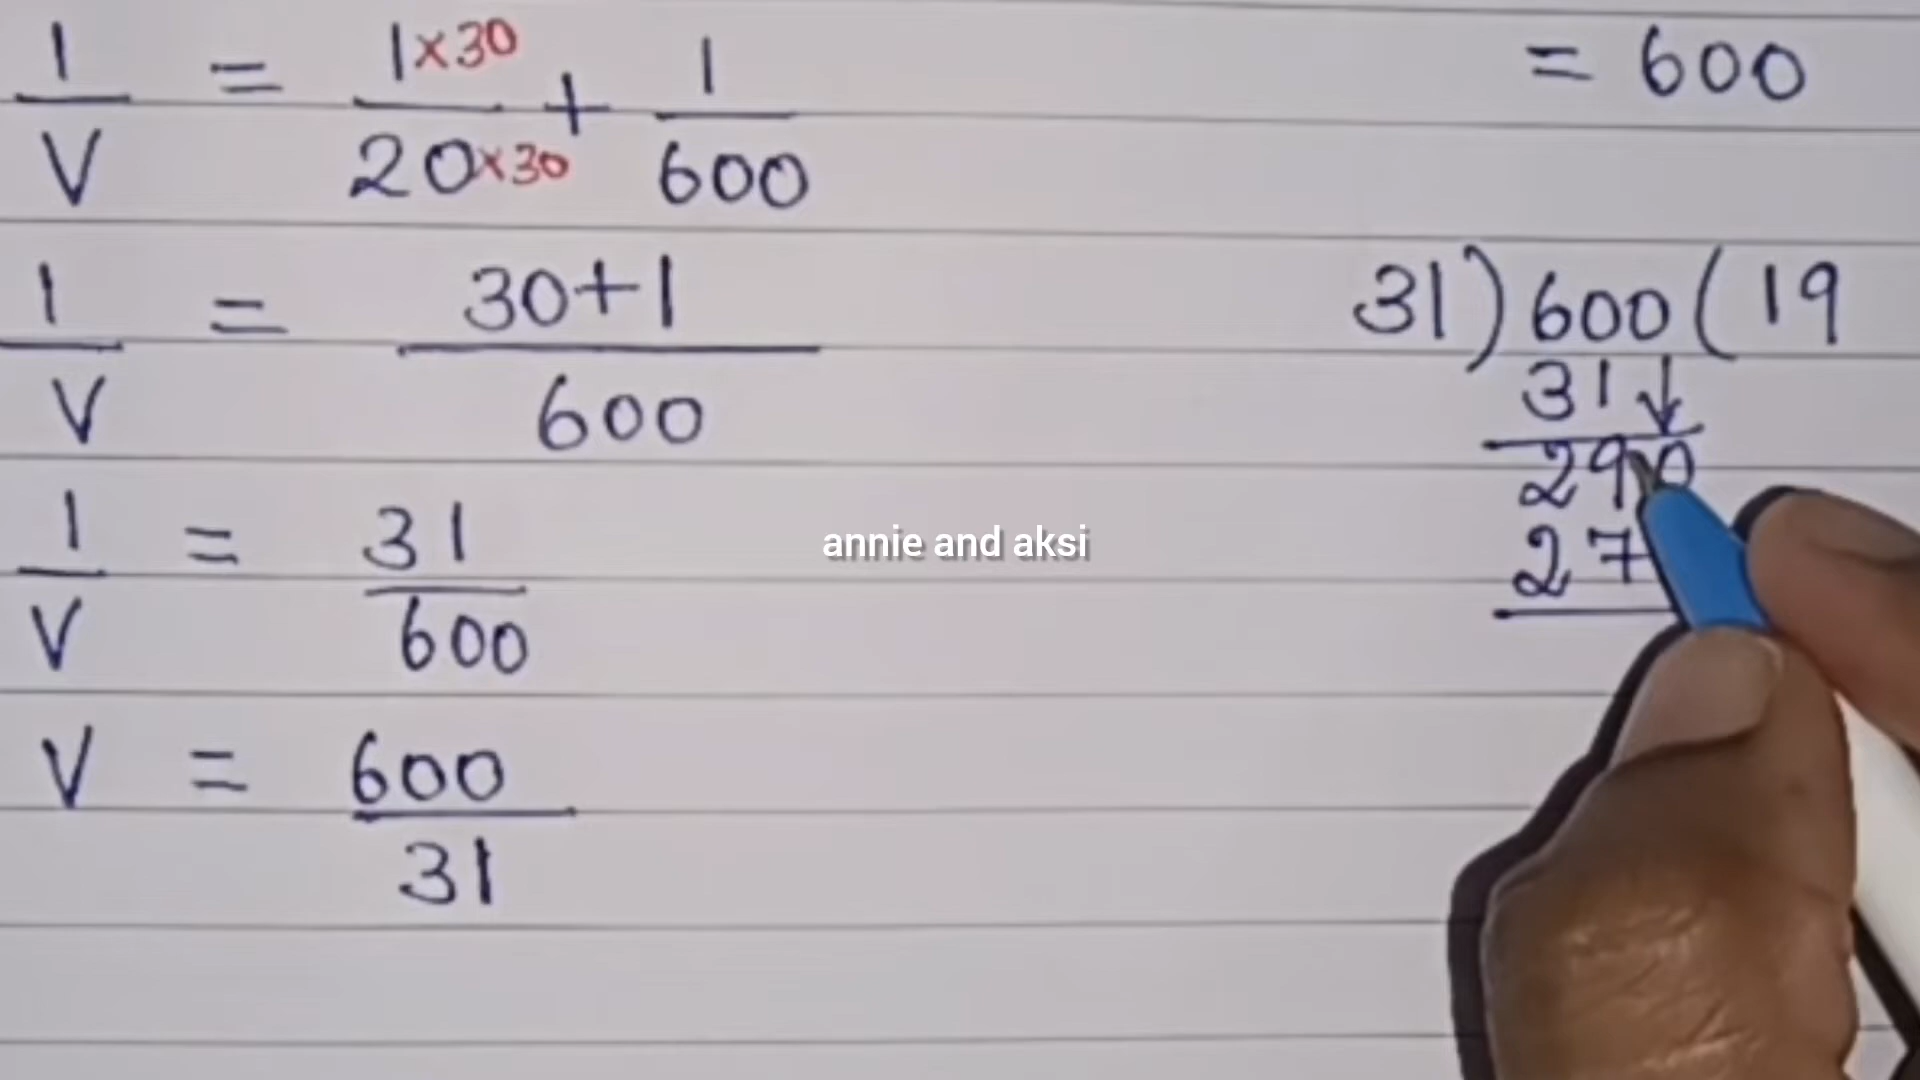 1/V = 1×30/20×30 + 1/600
= 600
1/V = 30+1/600
1/V = 31/600
V = 600/31
31)600(19
31↓
290
27
annie and aksi